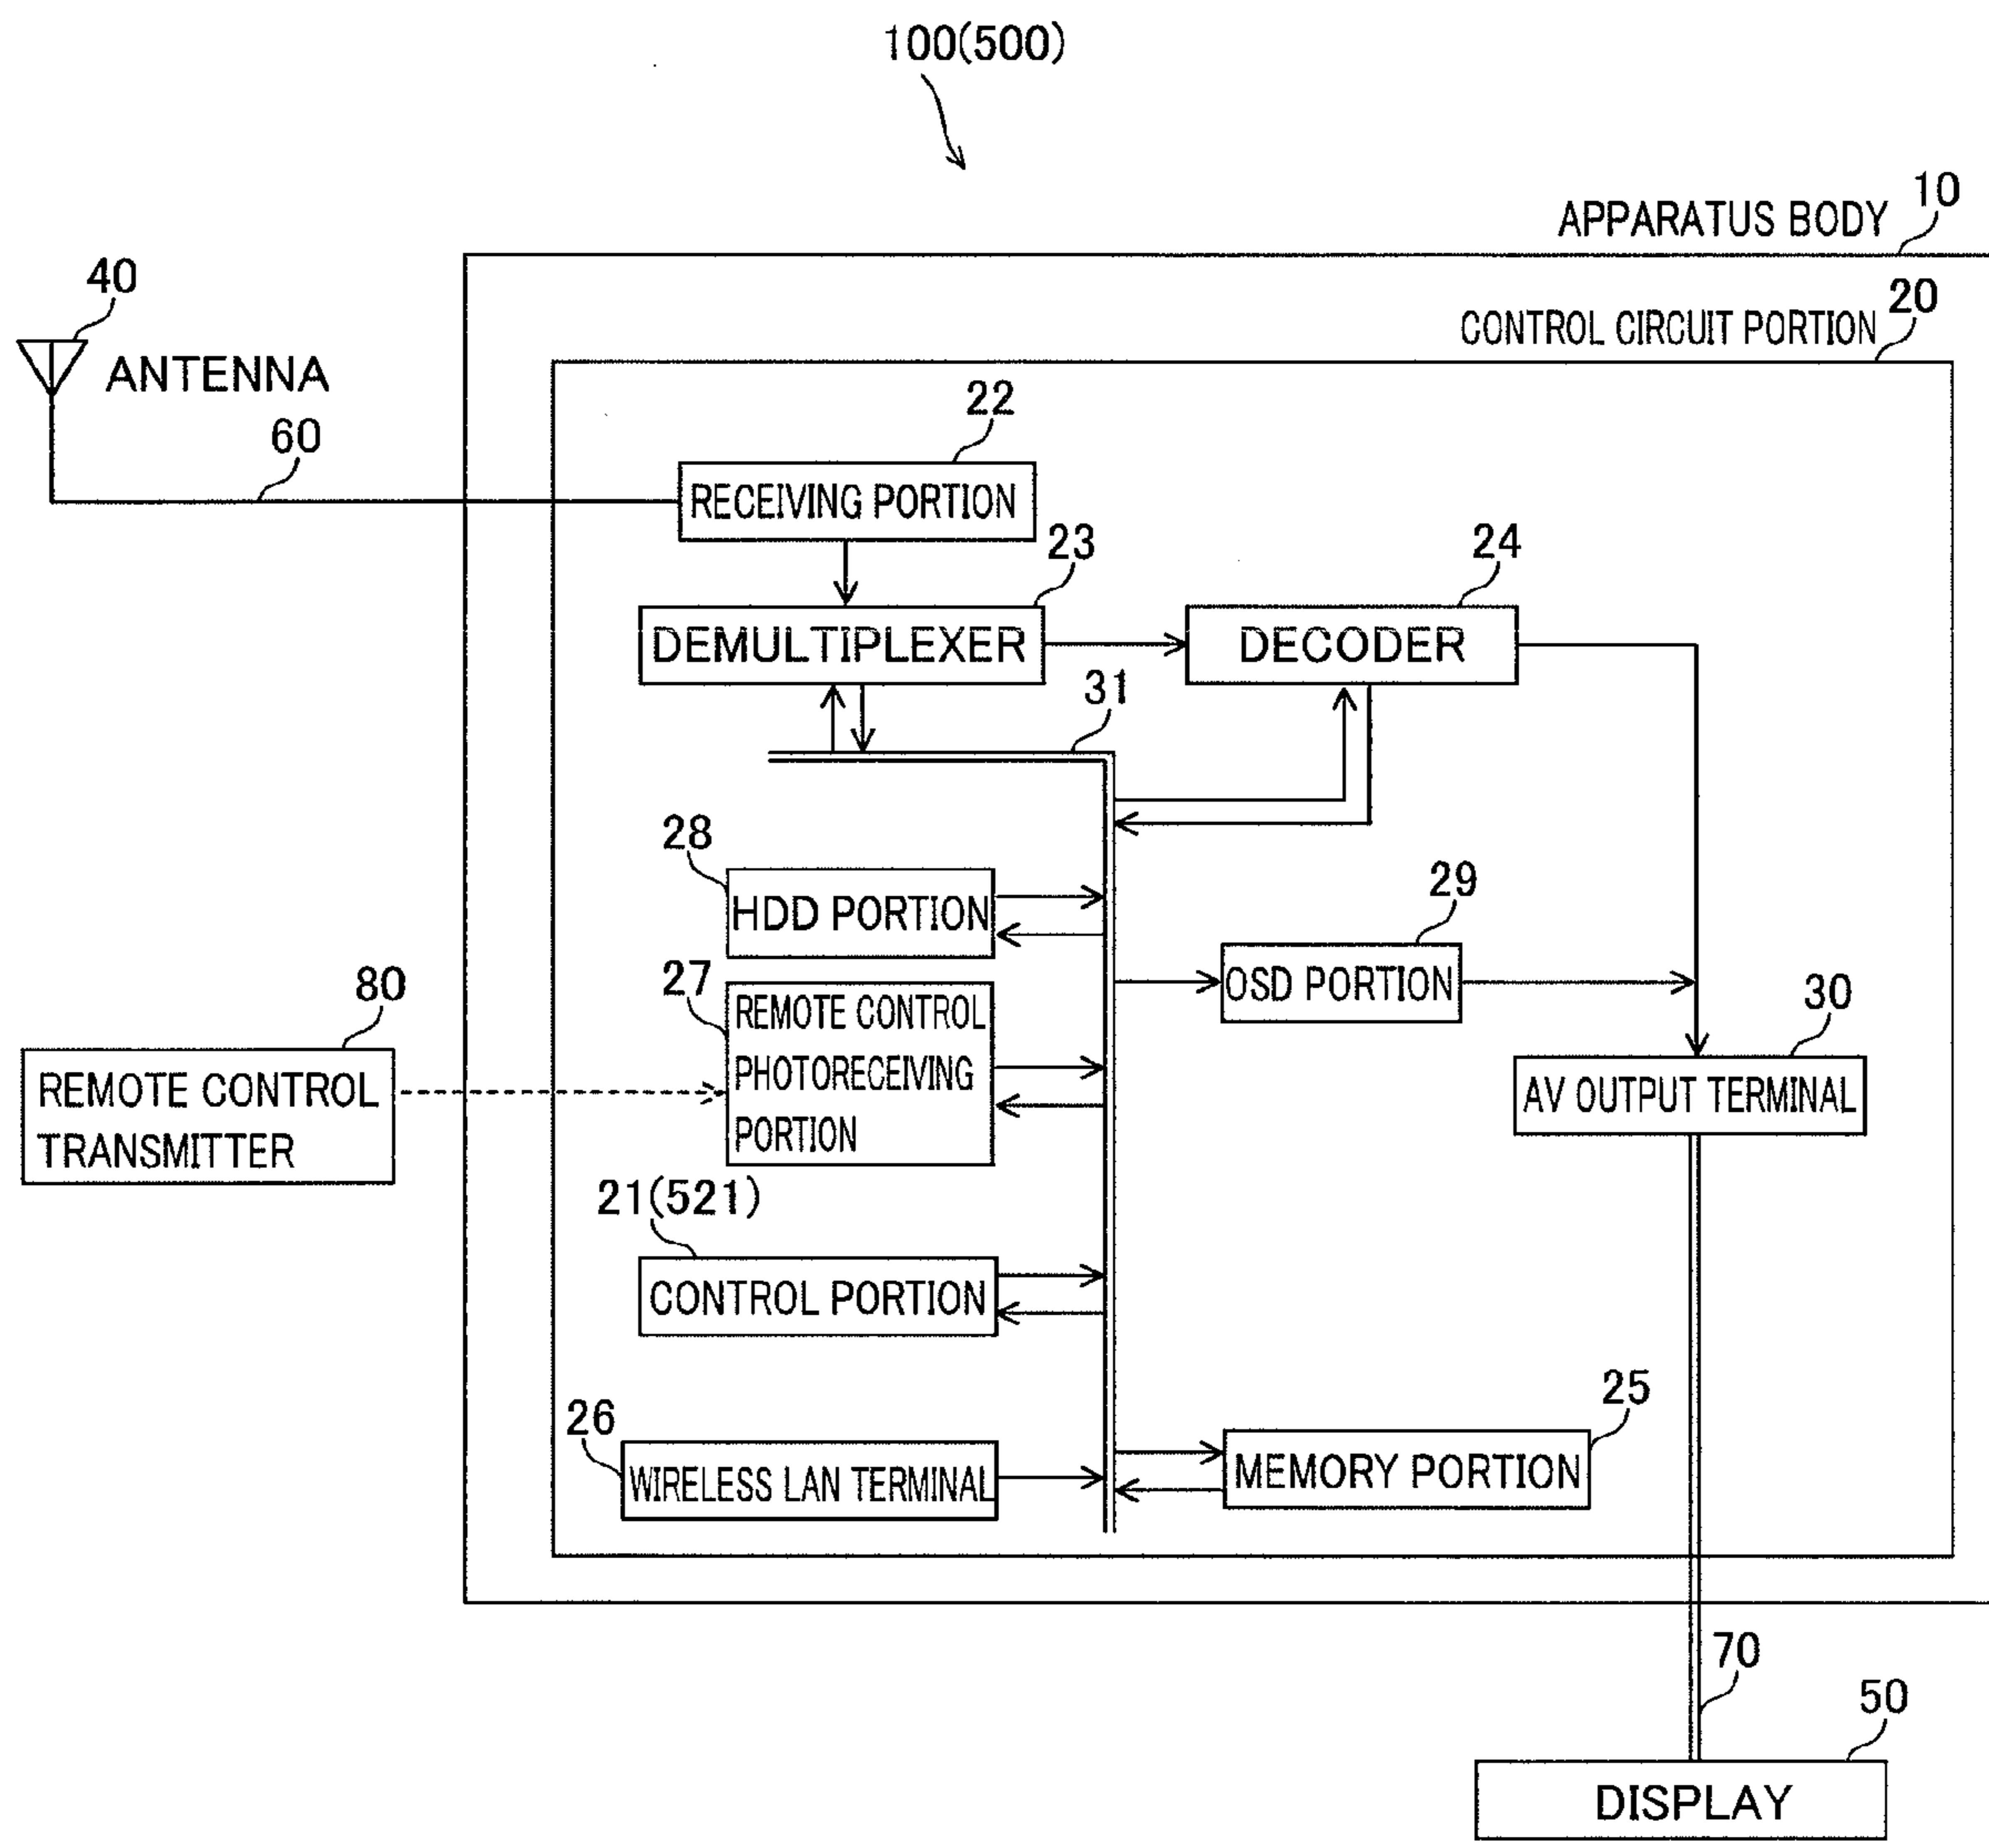 100(500)
APPARATUS BODY
10
CONTROL CIRCUIT PORTION
20
40
ANTENNA
60
22
RECEIVING PORTION
23
DEMULTIPLEXER
24
DECODER
31
28
HDD PORTION
29
OSD PORTION
27
REMOTE CONTROL
PHOTORECEIVING
PORTION
80
REMOTE CONTROL
TRANSMITTER
30
AV OUTPUT TERMINAL
21(521)
CONTROL PORTION
26
WIRELESS LAN TERMINAL
25
MEMORY PORTION
70
50
DISPLAY